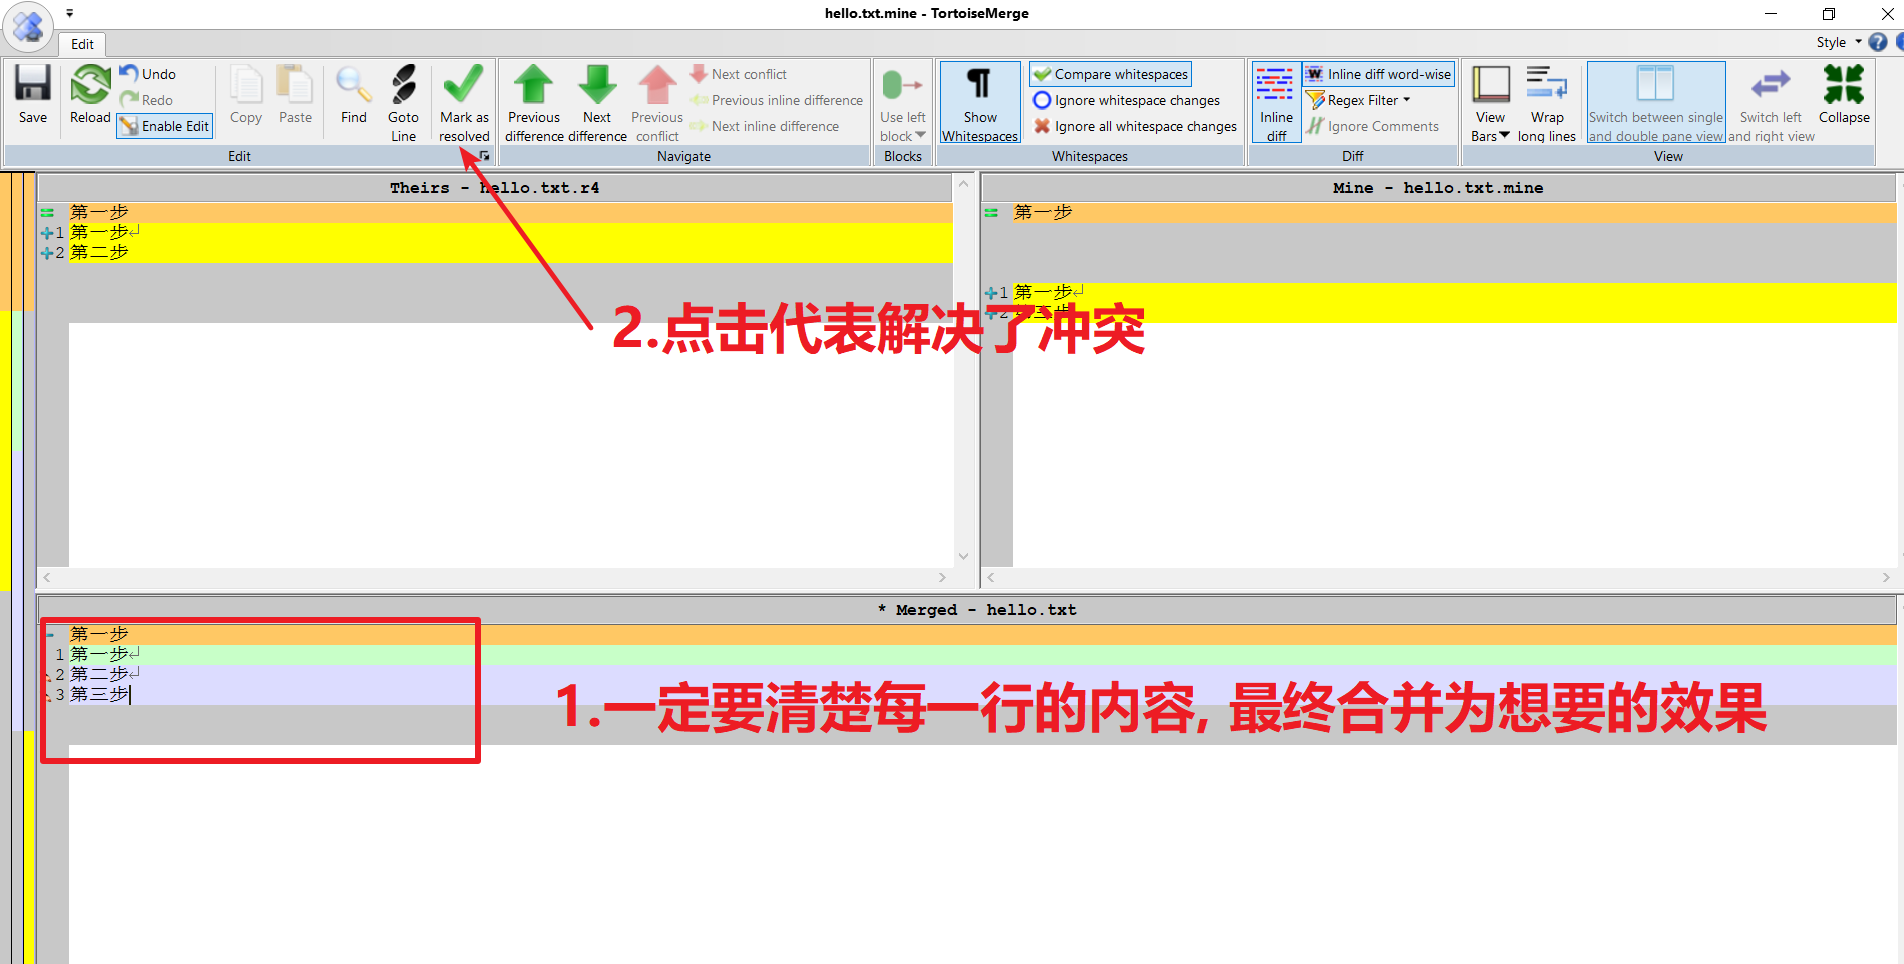 hello.txt.mine - TortoiseMerge
Edit
Style
Save
Reload
Undo
Redo
Enable Edit
Copy
Paste
Find
Goto Line
Mark as resolved
Edit
Previous difference
Next difference
Previous conflict
Next conflict
Previous inline difference
Next inline difference
Navigate
Use left block
Blocks
Show Whitespaces
Compare whitespaces
Ignore whitespace changes
Ignore all whitespace changes
Whitespaces
Inline diff
Inline diff word-wise
Regex Filter
Ignore Comments
Diff
View Bars
Wrap long lines
Switch between single and double pane view
Switch left and right view
Collapse
View
Theirs - hello.txt.r4
第一步
1 第一步
2 第二步
Mine - hello.txt.mine
第一步
1 第一步
2 第三步
2.点击代表解决了冲突
* Merged - hello.txt
第一步
1 第一步
2 第二步
3 第三步
1.一定要清楚每一行的内容, 最终合并为想要的效果